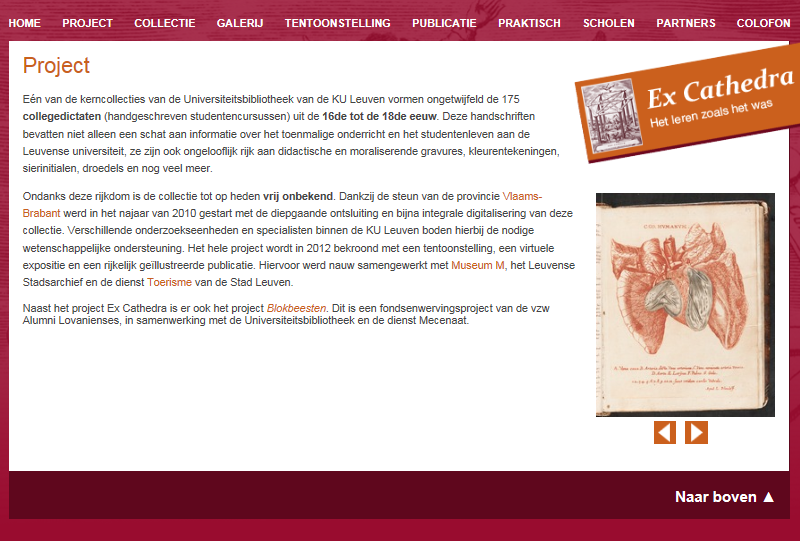 HOME PROJECT COLLECTIE GALERIJ TENTOONSTELLING PUBLICATIE PRAKTISCH SCHOLEN PARTNERS COLOFON
Project
Ex Cathedra
Het leren zoals het was
Eén van de kerncollecties van de Universiteitsbibliotheek van de KU Leuven vormen ongetwijfeld de 175
collegedictaten (handgeschreven studentencursussen) uit de 16de tot de 18de eeuw. Deze handschriften
bevatten niet alleen een schat aan informatie over het toenmalige onderricht en het studentenleven aan de
Leuvense universiteit, ze zijn ook ongelooflijk rijk aan didactische en moraliserende gravures, kleurentekeningen,
sierinitialen, droedels en nog veel meer.
Ondanks deze rijkdom is de collectie tot op heden vrij onbekend. Dankzij de steun van de provincie Vlaams-
Brabant werd in het najaar van 2010 gestart met de diepgaande ontsluiting en bijna integrale digitalisering van deze
collectie. Verschillende onderzoekseenheden en specialisten binnen de KU Leuven boden hierbij de nodige
wetenschappelijke ondersteuning. Het hele project wordt in 2012 bekroond met een tentoonstelling, een virtuele
expositie en een rijkelijk geïllustreerde publicatie. Hiervoor werd nauw samengewerkt met Museum M, het Leuvense
Stadsarchief en de dienst Toerisme van de Stad Leuven.
Naast het project Ex Cathedra is er ook het project Blokbeesten. Dit is een fondsenwervingsproject van de vzw
Alumni Lovanienses, in samenwerking met de Universiteitsbibliotheek en de dienst Mecenaat.
Naar boven ▲